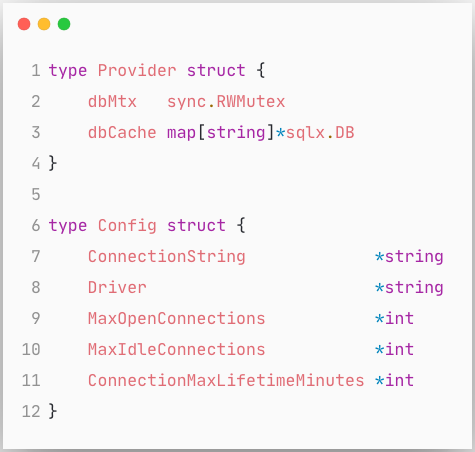 1 type Provider struct {
2     dbMtx   sync.RWMutex
3     dbCache map[string]*sqlx.DB
4 }
5
6 type Config struct {
7     ConnectionString             *string
8     Driver                       *string
9     MaxOpenConnections           *int
10     MaxIdleConnections           *int
11     ConnectionMaxLifetimeMinutes *int
12 }